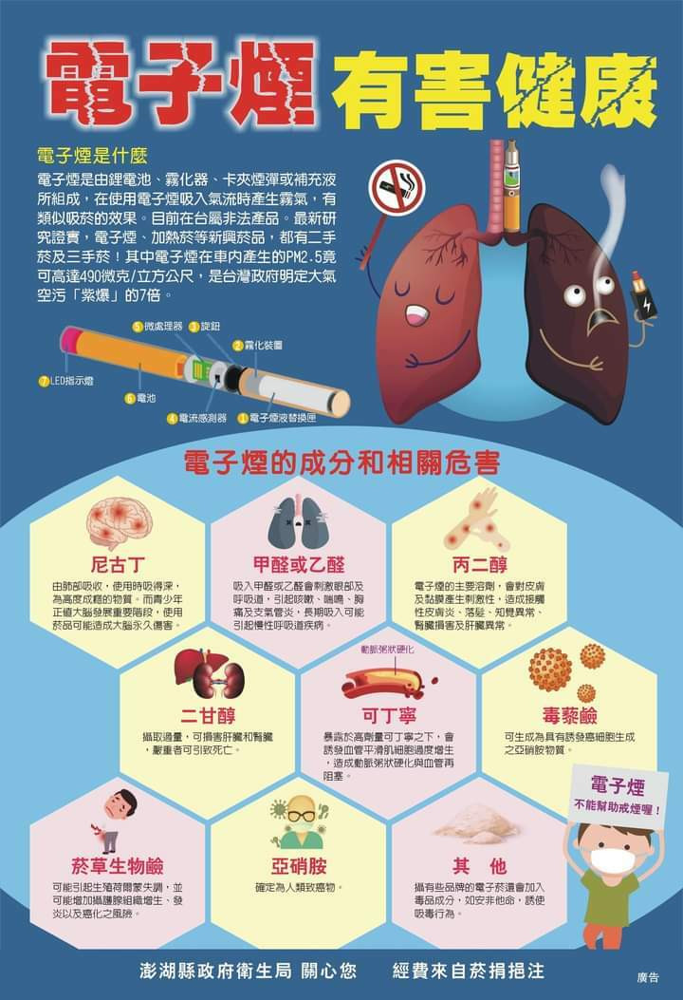 電子煙 有害健康
電子煙是什麼
電子煙是由鋰電池、霧化器、卡夾煙彈或補充液
所組成，在使用電子煙吸入氣流時產生霧氣，有
類似吸菸的效果。目前在台屬非法產品。最新研
究證實，電子煙、加熱菸等新興菸品，都有二手
菸及三手菸！其中電子煙在車內產生的PM2.5竟
可高達490微克/立方公尺，是台灣政府明定大氣
空污「紫爆」的7倍。
5 微處理器
3 旋鈕
2 霧化裝置
7 LED指示燈
6 電池
4 電流感測器
1 電子煙液替換匣
電子煙的成分和相關危害
尼古丁
由肺部吸收，使用時吸得深，
為高度成癮的物質。而青少年
正值大腦發展重要階段，使用
菸品可能造成大腦永久傷害。
甲醛或乙醛
吸入甲醛或乙醛會刺激眼部及
呼吸道，引起咳嗽、喘鳴、胸
痛及支氣管炎，長期吸入可能
引起慢性呼吸道疾病。
丙二醇
電子煙的主要溶劑，會對皮膚
及黏膜產生刺激性，造成接觸
性皮膚炎、落髮、知覺異常、
腎臟損害及肝臟異常。
二甘醇
攝取過量，可損害肝臟和腎臟
，嚴重者可引致死亡。
動脈粥狀硬化
可丁寧
暴露於高劑量可丁寧之下，會
誘發血管平滑肌細胞過度增生
，造成動脈粥狀硬化與血管再
阻塞。
毒藜鹼
可生成為具有誘發癌細胞生成
之亞硝胺物質。
菸草生物鹼
可能引起生殖荷爾蒙失調，並
可能增加攝護腺組織增生、發
炎以及癌化之風險。
亞硝胺
確定為人類致癌物。
其 他
攝有些品牌的電子菸還會加入
毒品成分，如安非他命，誘使
吸毒行為。
電子煙
不能幫助戒煙喔！
澎湖縣政府衛生局 關心您 經費來自菸捐挹注
廣告